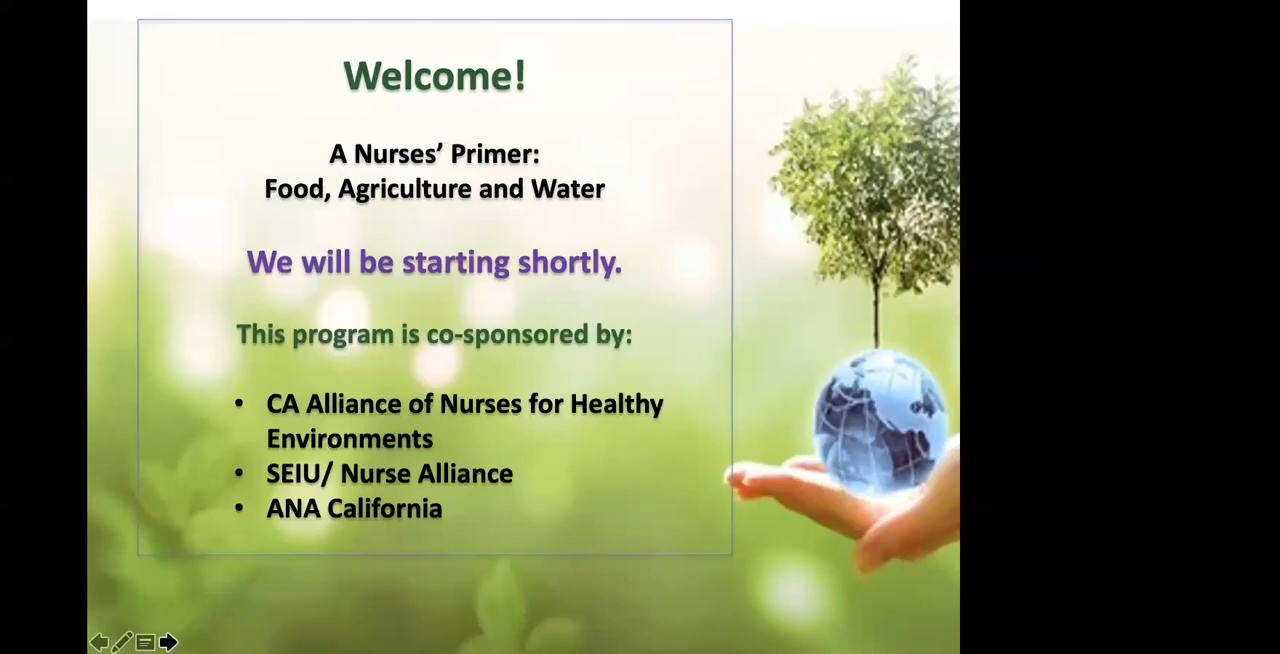 Welcome!
A Nurses’ Primer:
Food, Agriculture and Water
We will be starting shortly.
This program is co-sponsored by:
• CA Alliance of Nurses for Healthy
Environments
• SEIU/ Nurse Alliance
• ANA California